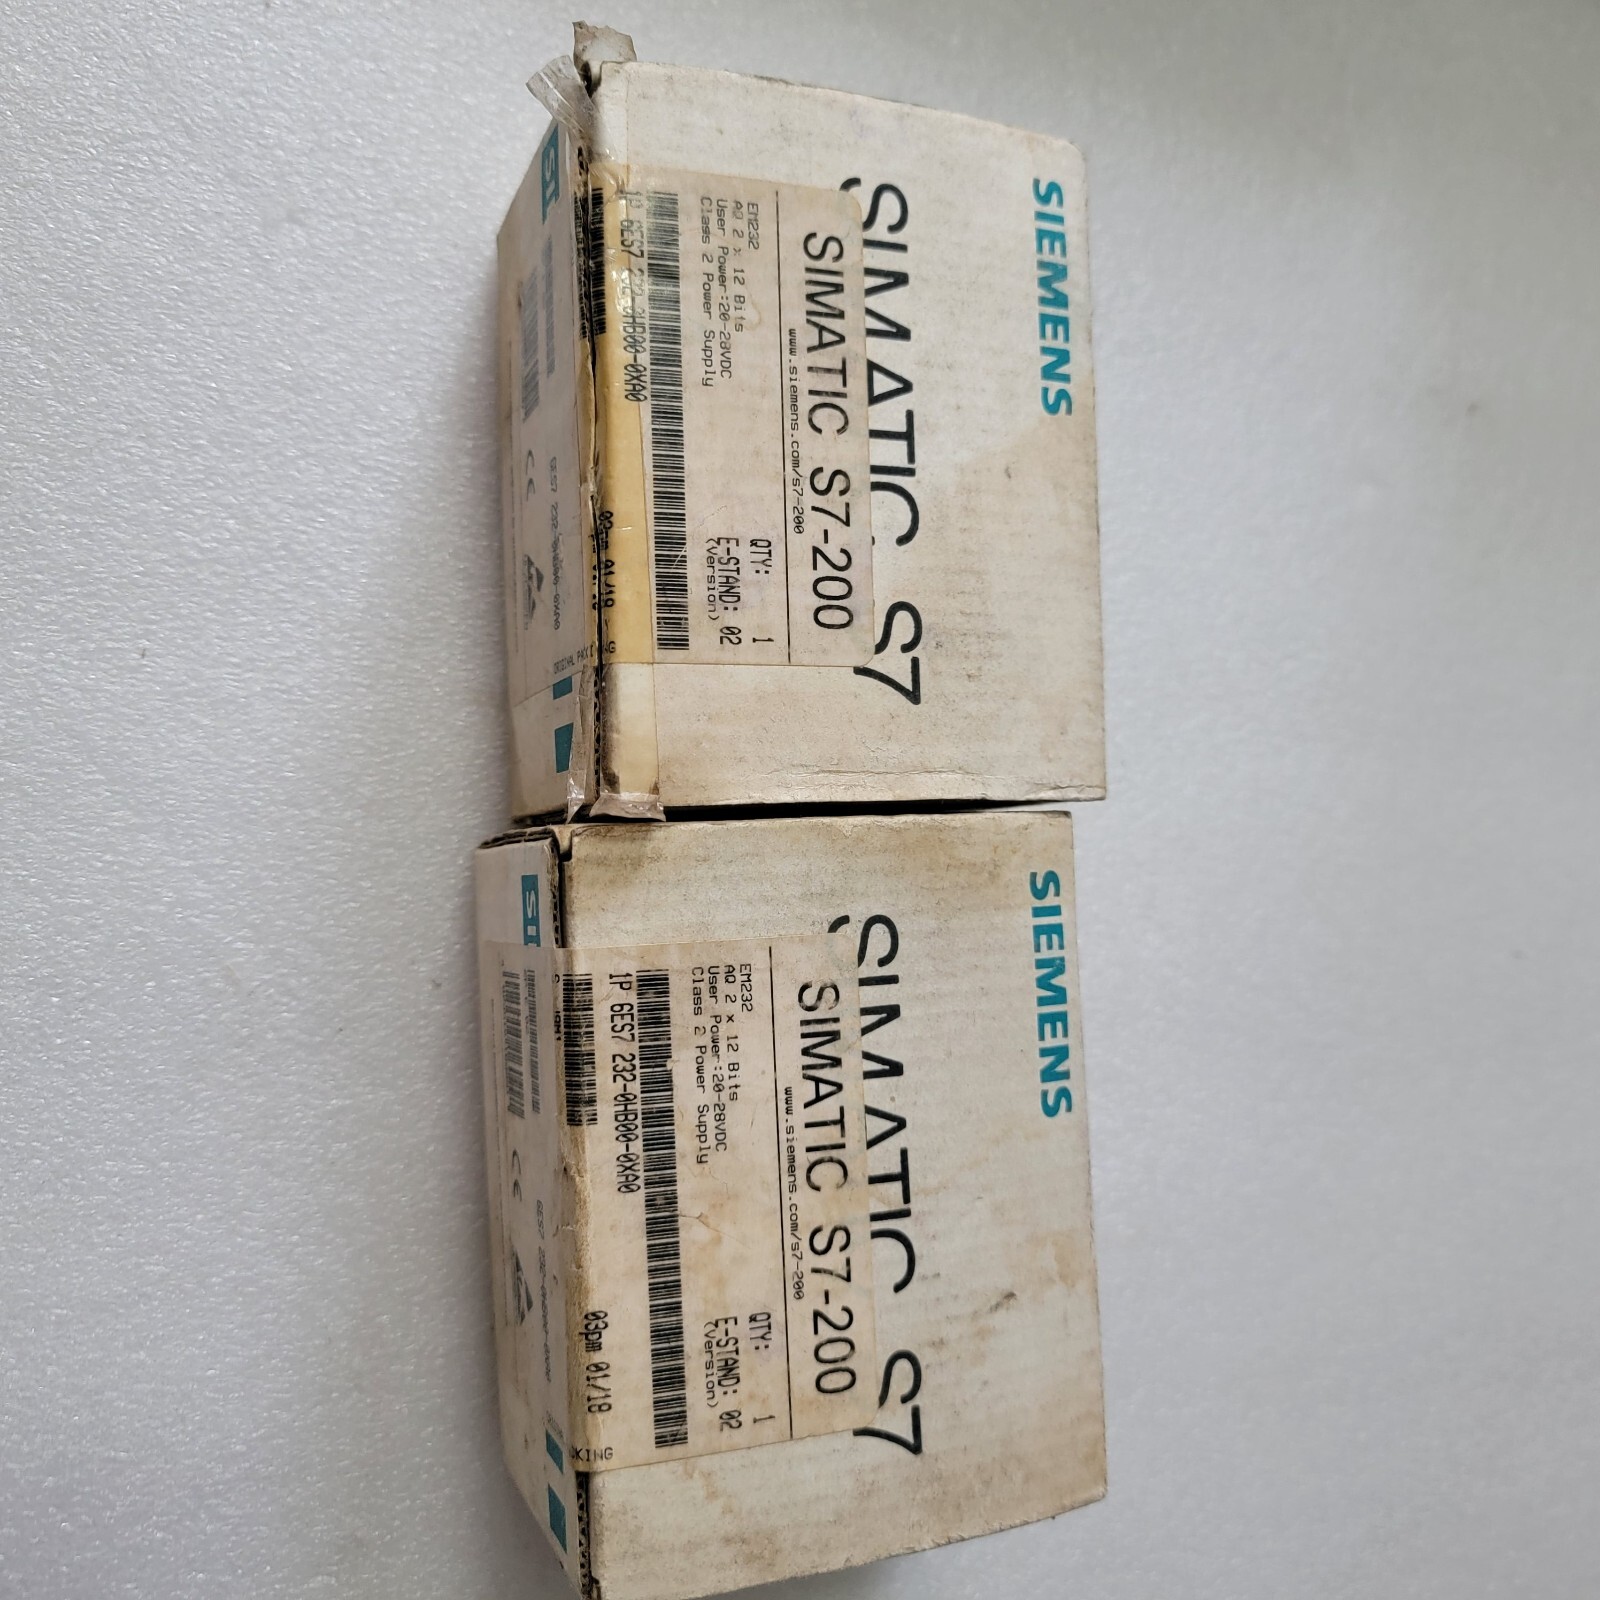 SIEMENS
SIMATIC S7
SIMATIC S7-200
www.siemens.com/s7-200
EM232
AQ 2 x 12 Bits
User Power:20-28VDC
Class 2 Power Supply
QTY: 1
E-STAND: 02
(Version)
1P 6ES7 232-0HB00-0XA0
01/18
SIEMENS
SIMATIC S7
SIMATIC S7-200
www.siemens.com/s7-200
EM232
AQ 2 x 12 Bits
User Power:20-28VDC
Class 2 Power Supply
QTY: 1
E-STAND: 02
(Version)
1P 6ES7 232-0HB00-0XA0
03pm 01/18